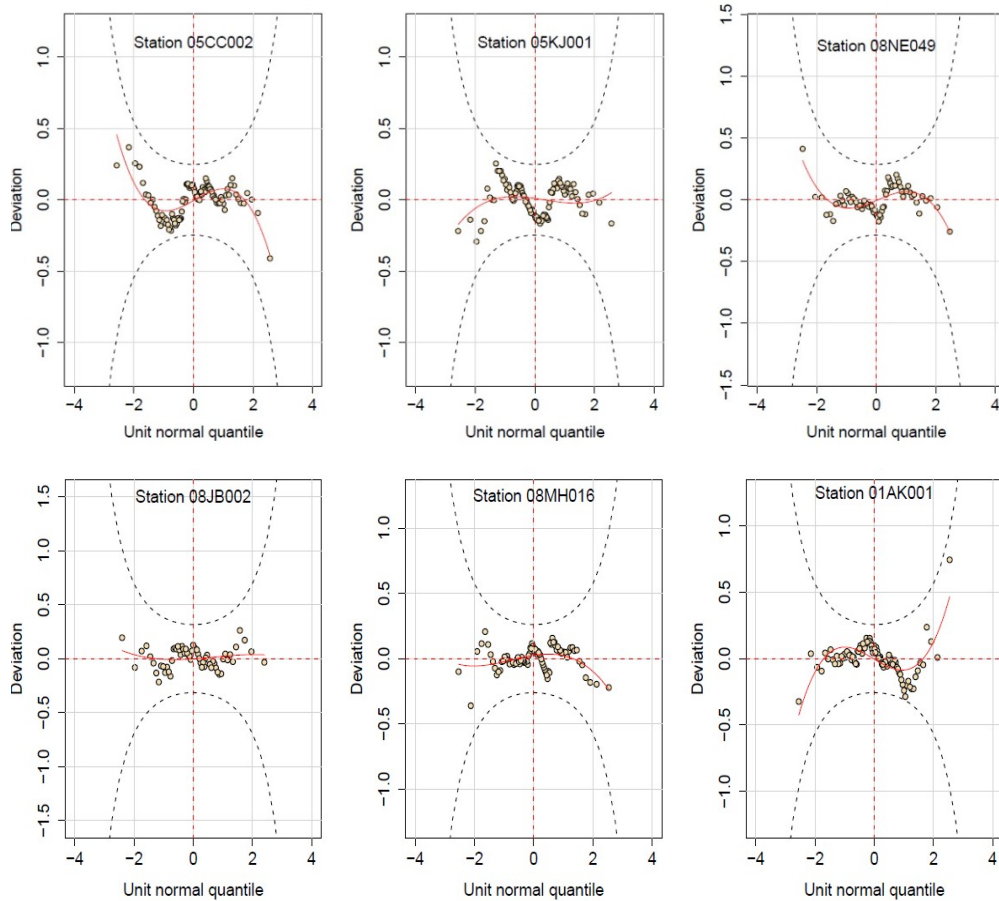 Station 05CC002
Deviation
1.0
0.5
0.0
−0.5
−1.0
−4 −2 0 2 4
Unit normal quantile
Station 05KJ001
Deviation
1.0
0.5
0.0
−0.5
−1.0
−4 −2 0 2 4
Unit normal quantile
Station 08NE049
Deviation
1.5
1.0
0.5
0.0
−0.5
−1.0
−1.5
−4 −2 0 2 4
Unit normal quantile
Station 08JB002
Deviation
1.5
1.0
0.5
0.0
−0.5
−1.0
−1.5
−4 −2 0 2 4
Unit normal quantile
Station 08MH016
Deviation
1.0
0.5
0.0
−0.5
−1.0
−4 −2 0 2 4
Unit normal quantile
Station 01AK001
Deviation
1.0
0.5
0.0
−0.5
−1.0
−4 −2 0 2 4
Unit normal quantile